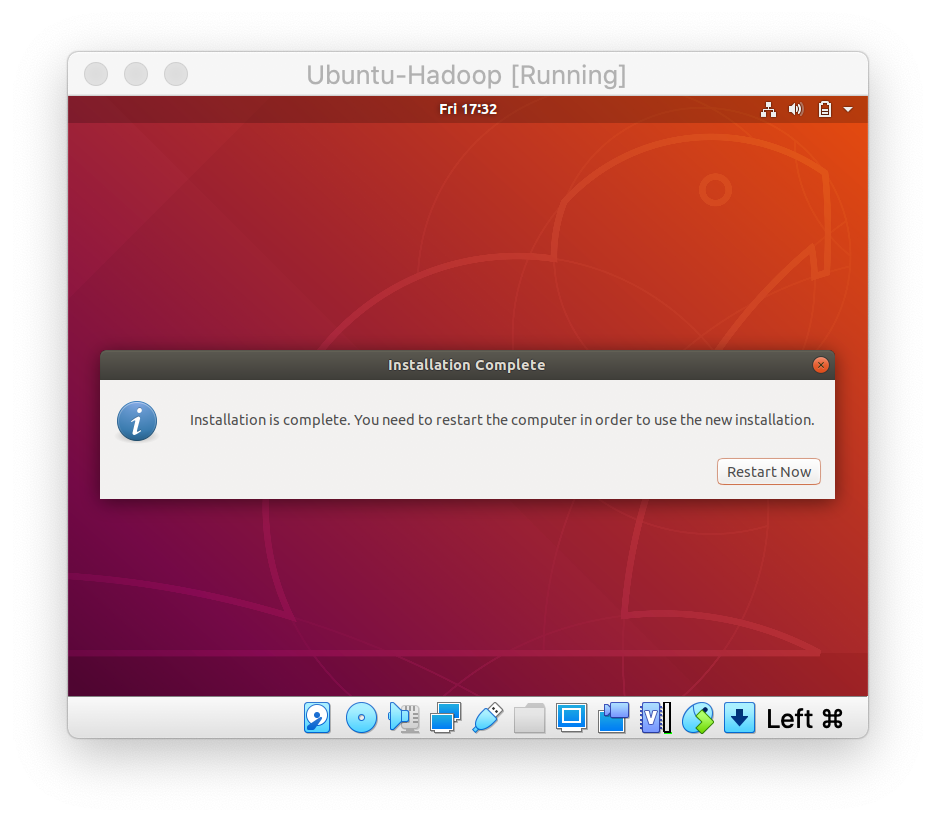 Ubuntu-Hadoop [Running]
Fri 17:32
Installation Complete
Installation is complete. You need to restart the computer in order to use the new installation.
Restart Now
V
Left ⌘